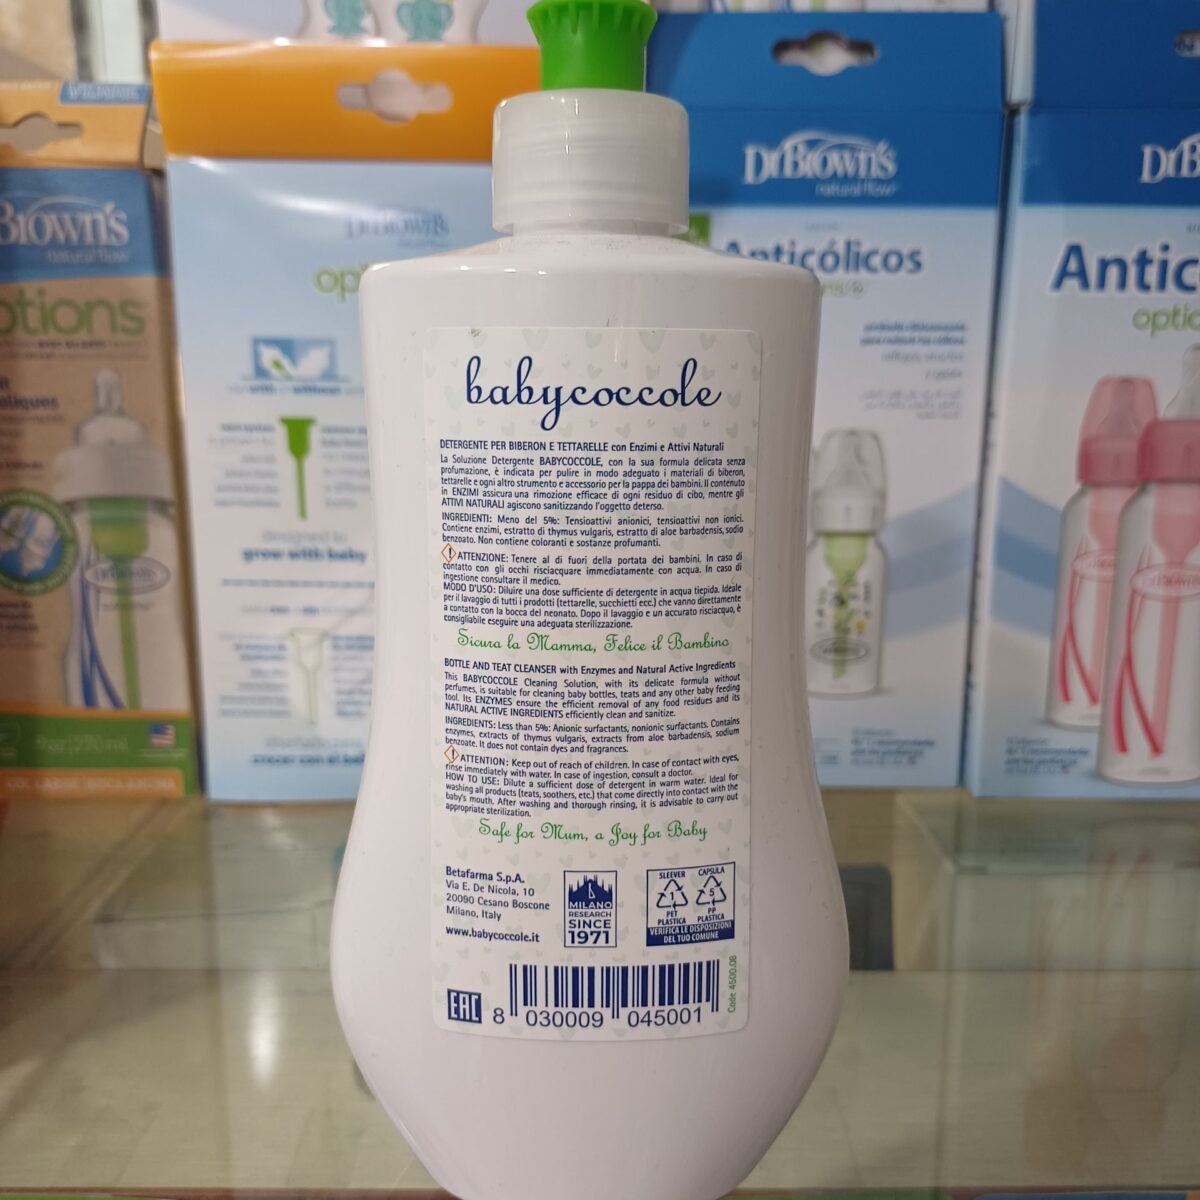 babycoccole
DETERGENTE PER BIBERON E TETTARELLE con Enzimi e Attivi Naturali
La Soluzione Detergente BABYCOCCOLE, con la sua formula delicata senza
profumazione, è indicata per pulire in modo adeguato i materiali di biberon,
tettarelle e ogni altro strumento e accessorio per la pappa dei bambini. Il contenuto
in ENZIMI assicura una rimozione efficace di ogni residuo di cibo, mentre gli
ATTIVI NATURALI agiscono sanitizzando l'oggetto deterso.
INGREDIENTI: Meno del 5%: Tensioattivi anionici, tensioattivi non ionici.
Contiene enzimi, estratto di thymus vulgaris, estratto di aloe barbadensis, sodio
benzoato. Non contiene coloranti e sostanze profumanti.
ATTENZIONE: Tenere al di fuori della portata dei bambini. In caso di
contatto con gli occhi risciacquare immediatamente con acqua. In caso di
ingestione consultare il medico.
MODO D'USO: Diluire una dose sufficiente di detergente in acqua tiepida. Ideale
per il lavaggio di tutti i prodotti (tettarelle, succhietti ecc.) che vanno direttamente
a contatto con la bocca del neonato. Dopo il lavaggio e un accurato risciacquo, è
consigliabile eseguire una adeguata sterilizzazione.
Sicura la Mamma, Felice il Bambino
BOTTLE AND TEAT CLEANSER with Enzymes and Natural Active Ingredients
This BABYCOCCOLE Cleaning Solution, with its delicate formula without
perfumes, is suitable for cleaning baby bottles, teats and any other baby feeding
tool. Its ENZYMES ensure the efficient removal of any food residues and its
NATURAL ACTIVE INGREDIENTS efficiently clean and sanitize.
INGREDIENTS: Less than 5%: Anionic surfactants, nonionic surfactants. Contains
enzymes, extracts of thymus vulgaris, extracts from aloe barbadensis, sodium
benzoate. It does not contain dyes and fragrances.
ATTENTION: Keep out of reach of children. In case of contact with eyes,
rinse immediately with water. In case of ingestion, consult a doctor.
HOW TO USE: Dilute a sufficient dose of detergent in warm water. Ideal for
washing all products (teats, soothers, etc.) that come directly into contact with the
baby's mouth. After washing and thorough rinsing, it is advisable to carry out
appropriate sterilization.
Safe for Mum, a Joy for Baby
Betafarma S.p.A.
Via E. De Nicola, 10
20090 Cesano Boscone
Milano, Italy
www.babycoccole.it
MILANO
RESEARCH
SINCE
1971
SLEEVER CAPSULA
1 5
PET PP
PLASTICA PLASTICA
VERIFICA LE DISPOSIZIONI
DEL TUO COMUNE
Code 4500.08
EAC
8 030009 045001
Brown's
natural flow
options
Dr Brown's
designed to
grow with baby
crecer con el
Dr Brown's
natural flow
Anticólicos
Dr B
Antic
optio
9 oz/270 ml